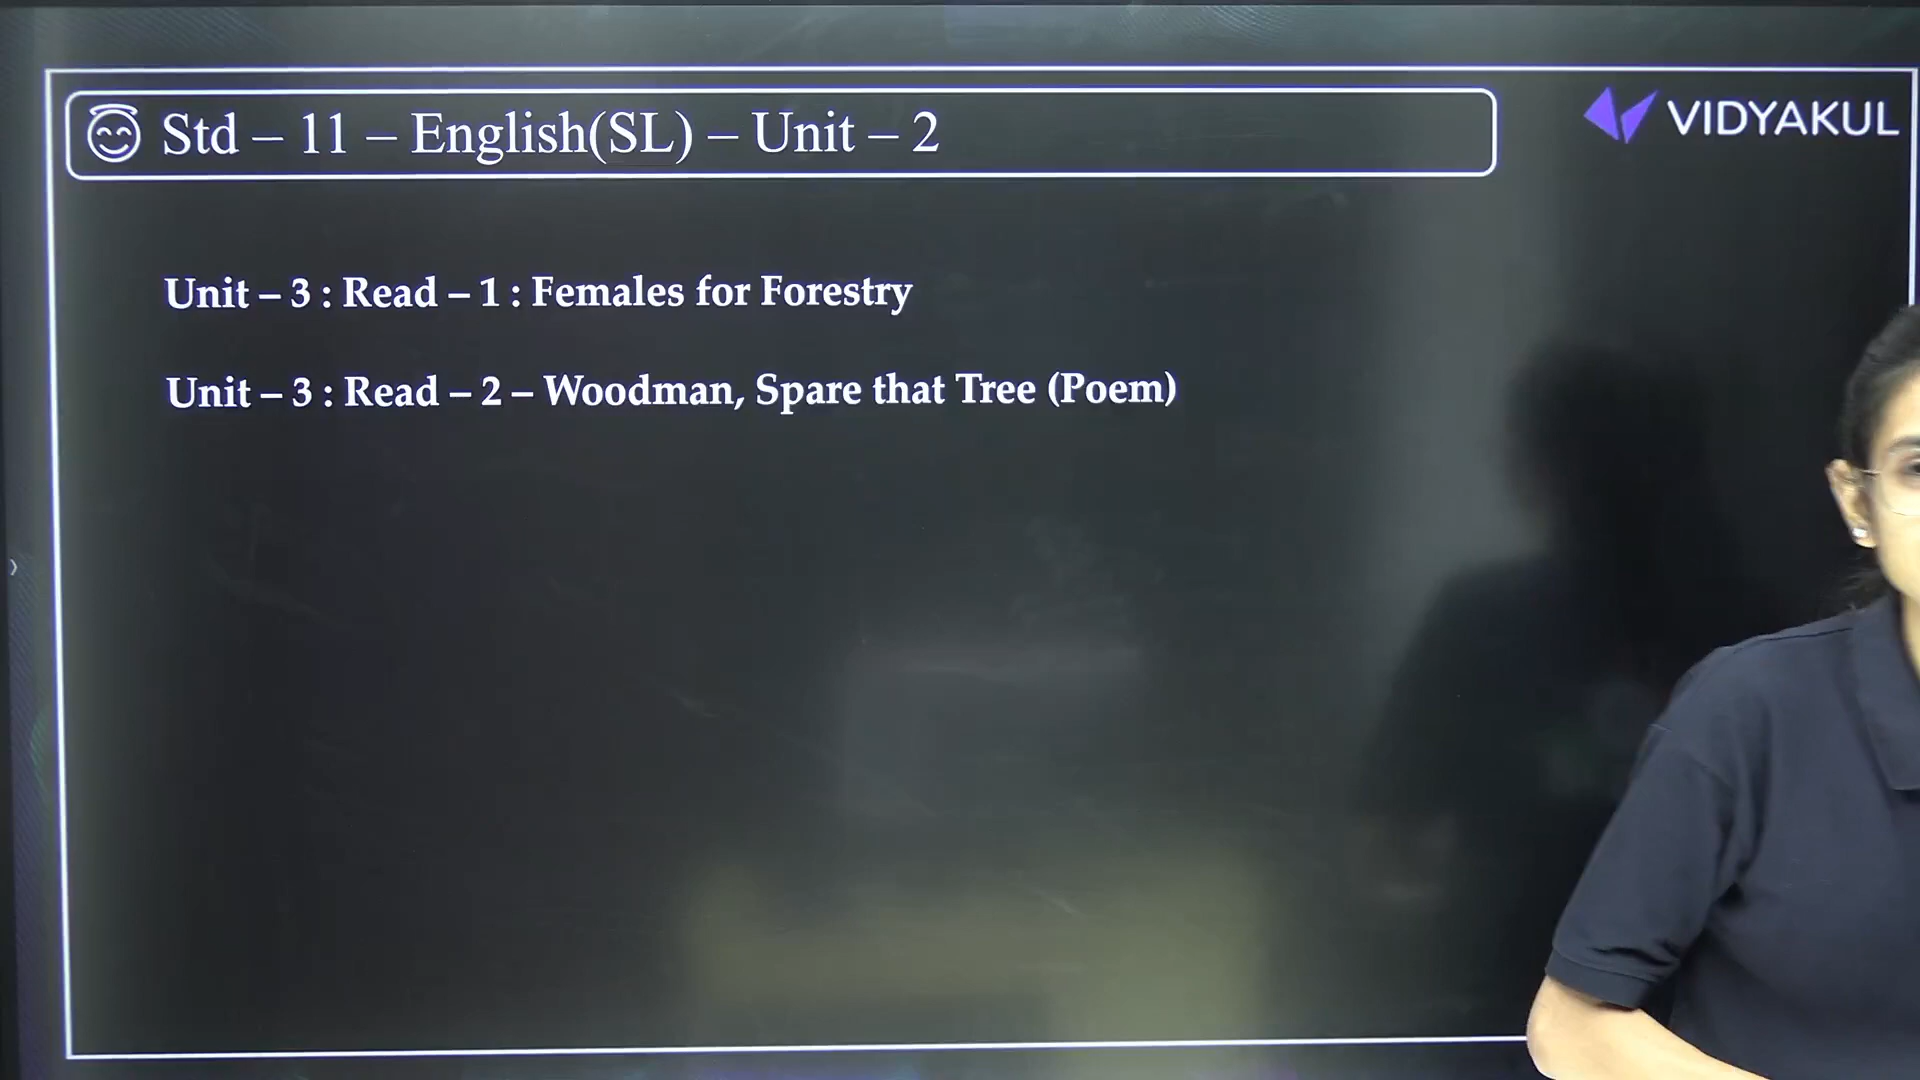 Std – 11 – English(SL) – Unit – 2
VIDYAKUL
Unit – 3 : Read – 1 : Females for Forestry
Unit – 3 : Read – 2 – Woodman, Spare that Tree (Poem)